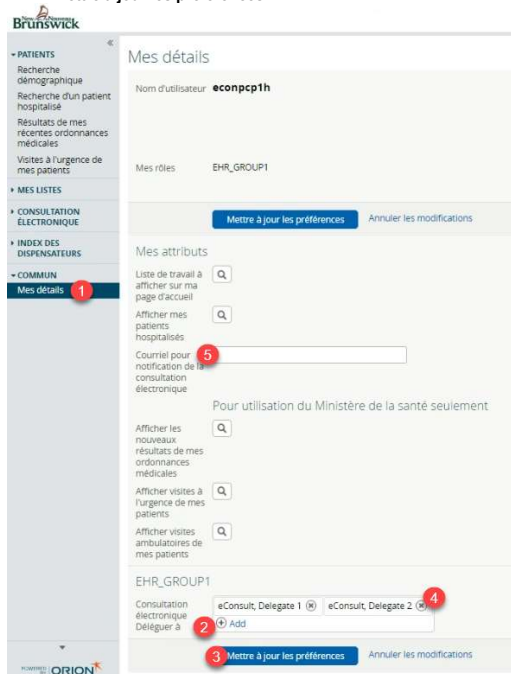 Brunswick
«
PATIENTS
Recherche
démographique
Recherche d'un patient
hospitalisé
Résultats de mes
récentes ordonnances
médicales
Visites à l'urgence de
mes patients
MES LISTES
CONSULTATION
ÉLECTRONIQUE
INDEX DES
DISPENSATEURS
COMMUN
Mes détails 1
Mes détails
Nom d'utilisateur econpcp1h
Mes rôles EHR_GROUP1
Mettre à jour les préférences Annuler les modifications
Mes attributs
Liste de travail à
afficher sur ma
page d'accueil
Afficher mes
patients
hospitalisés
Courriel pour 5
notification de la
consultation
électronique
Pour utilisation du Ministère de la santé seulement
Afficher les
nouveaux
résultats de mes
ordonnances
médicales
Afficher visites à
l'urgence de mes
patients
Afficher visites
ambulatoires de
mes patients
EHR_GROUP1
Consultation
électronique
Déléguer à
eConsult, Delegate 1 eConsult, Delegate 2 4
2 Add
3 Mettre à jour les préférences Annuler les modifications
ORION